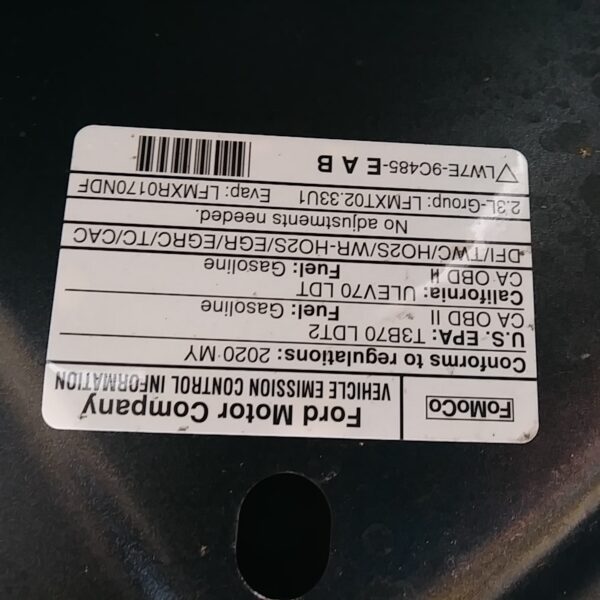 FoMoCo
Ford Motor Company
VEHICLE EMISSION CONTROL INFORMATION
Conforms to regulations: 2020 MY
U.S. EPA: T3B70 LDT2
CA OBD II Fuel: Gasoline
California: ULEV70 LDT
CA OBD II Fuel: Gasoline
DFI/TWC/HO2S/WR-HO2S/EGR/EGRC/TC/CAC
No adjustments needed.
2.3L-Group: LFMXT02.33U1 Evap: LFMXR0170NDF
LW7E-9C485-E A B